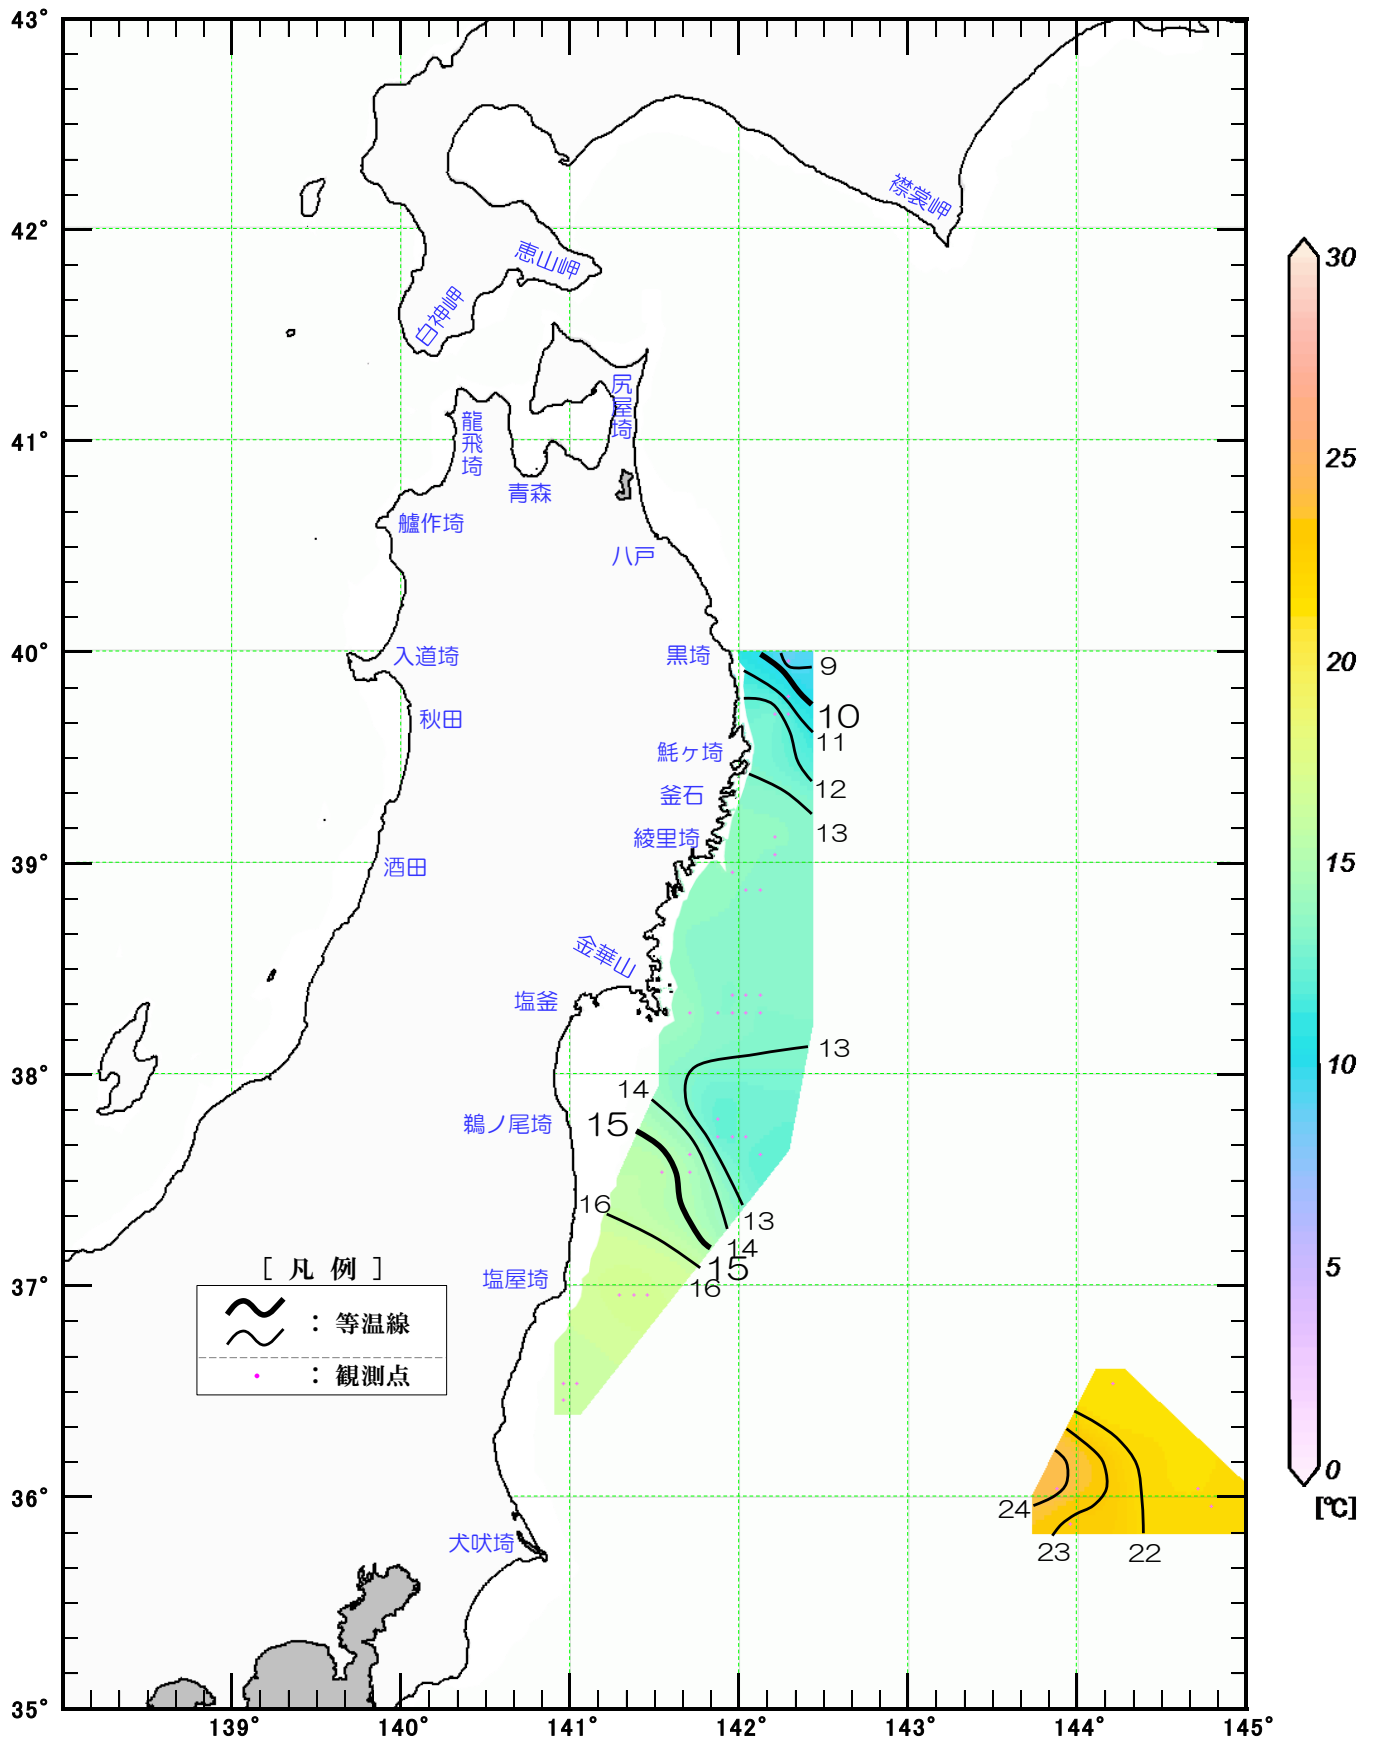 43°
42°
41°
40°
39°
38°
37°
36°
35°
139°
140°
141°
142°
143°
144°
145°
襟裳岬
恵山岬
白神岬
尻屋埼
龍飛埼
青森
艫作埼
八戸
入道埼
黒埼
秋田
魹ヶ埼
釜石
綾里埼
酒田
金華山
塩釜
鵜ノ尾埼
塩屋埼
犬吠埼
9
10
11
12
13
13
14
15
16
13
14
15
16
24
23
22
[ 凡 例 ]
: 等温線
: 観測点
30
25
20
15
10
5
0
[℃]